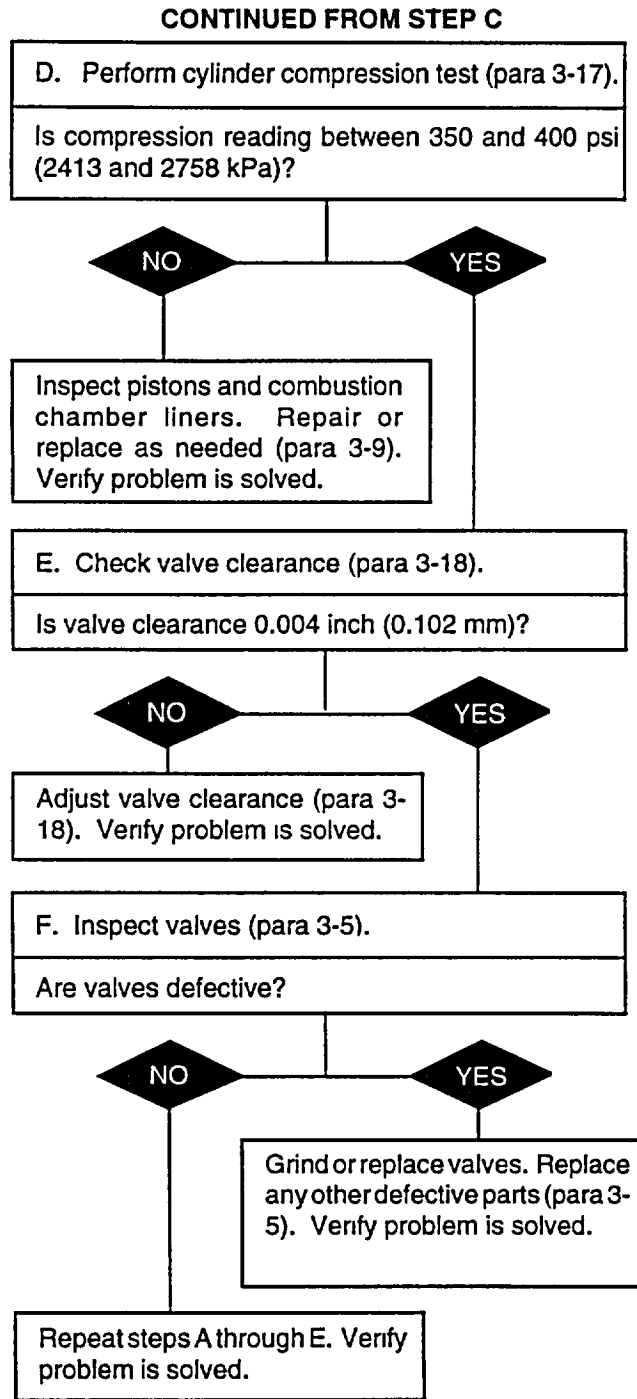 CONTINUED FROM STEP C
D. Perform cylinder compression test (para 3-17).
Is compression reading between 350 and 400 psi
(2413 and 2758 kPa)?
NO
YES
Inspect pistons and combustion
chamber liners. Repair or
replace as needed (para 3-9).
Verify problem is solved.
E. Check valve clearance (para 3-18).
Is valve clearance 0.004 inch (0.102 mm)?
NO
YES
Adjust valve clearance (para 3-
18). Verify problem is solved.
F. Inspect valves (para 3-5).
Are valves defective?
NO
YES
Grind or replace valves. Replace
any other defective parts (para 3-
5). Verify problem is solved.
Repeat steps A through E. Verify
problem is solved.